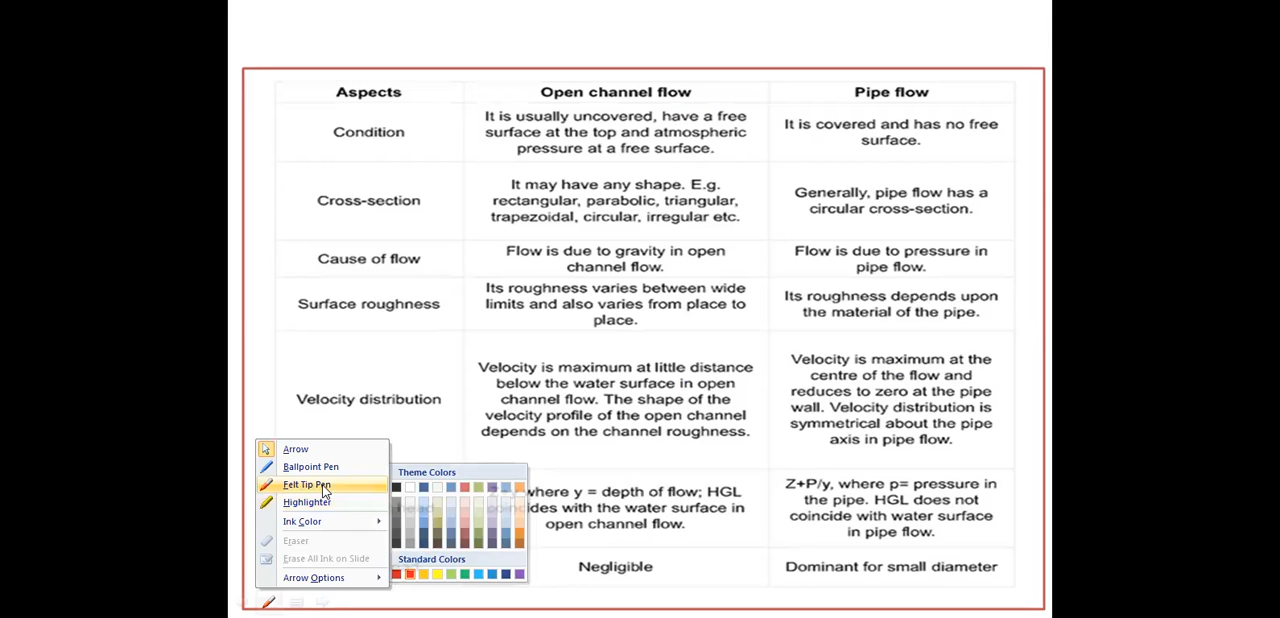 Aspects
Open channel flow
Pipe flow
Condition
It is usually uncovered, have a free
surface at the top and atmospheric
pressure at a free surface.
It is covered and has no free
surface.
Cross-section
It may have any shape. E.g.
rectangular, parabolic, triangular,
trapezoidal, circular, irregular etc.
Generally, pipe flow has a
circular cross-section.
Cause of flow
Flow is due to gravity in open
channel flow.
Flow is due to pressure in
pipe flow.
Surface roughness
Its roughness varies between wide
limits and also varies from place to
place.
Its roughness depends upon
the material of the pipe.
Velocity distribution
Velocity is maximum at little distance
below the water surface in open
channel flow. The shape of the
velocity profile of the open channel
depends on the channel roughness.
Velocity is maximum at the
centre of the flow and
reduces to zero at the pipe
wall. Velocity distribution is
symmetrical about the pipe
axis in pipe flow.
head
where y = depth of flow; HGL
coincides with the water surface in
open channel flow.
Z+P/γ, where p= pressure in
the pipe. HGL does not
coincide with water surface
in pipe flow.
Negligible
Dominant for small diameter
Arrow
Ballpoint Pen
Felt Tip Pen
Highlighter
Ink Color
Eraser
Erase All Ink on Slide
Arrow Options
Theme Colors
Standard Colors